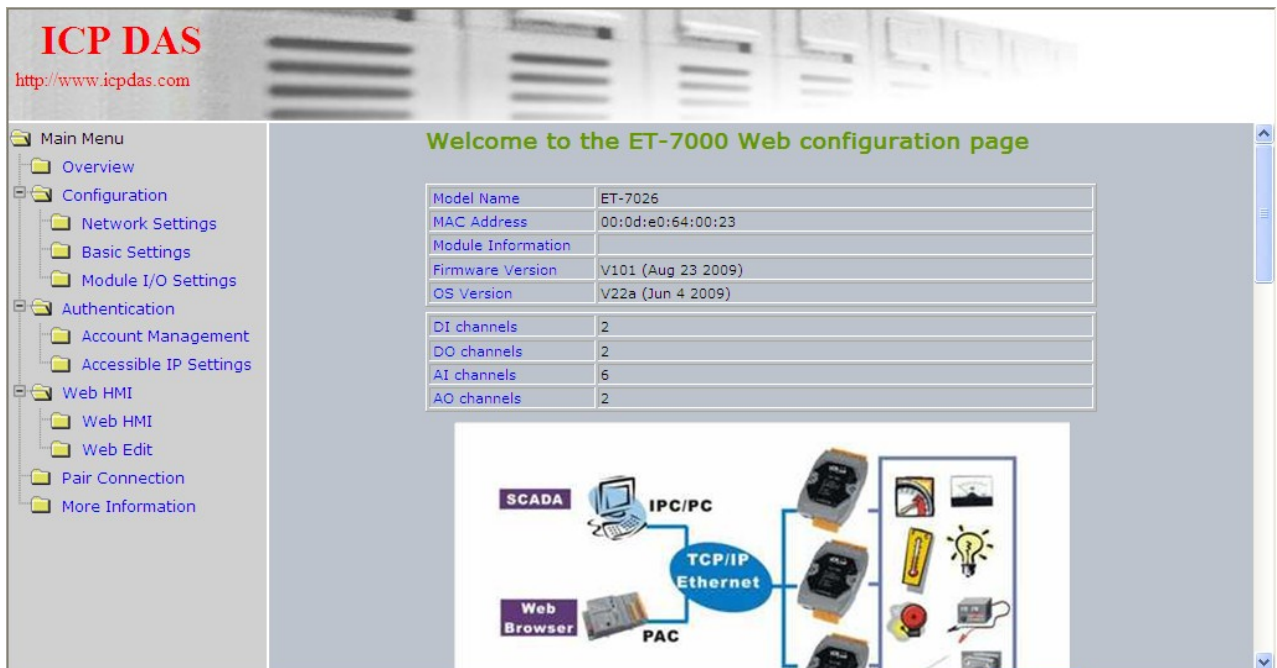 ICP DAS
http://www.icpdas.com
Main Menu
Overview
Configuration
Network Settings
Basic Settings
Module I/O Settings
Authentication
Account Management
Accessible IP Settings
Web HMI
Web HMI
Web Edit
Pair Connection
More Information
Welcome to the ET-7000 Web configuration page
Model Name ET-7026
MAC Address 00:0d:e0:64:00:23
Module Information
Firmware Version V101 (Aug 23 2009)
OS Version V22a (Jun 4 2009)
DI channels 2
DO channels 2
AI channels 6
AO channels 2
SCADA
IPC/PC
TCP/IP
Ethernet
Web
Browser
PAC